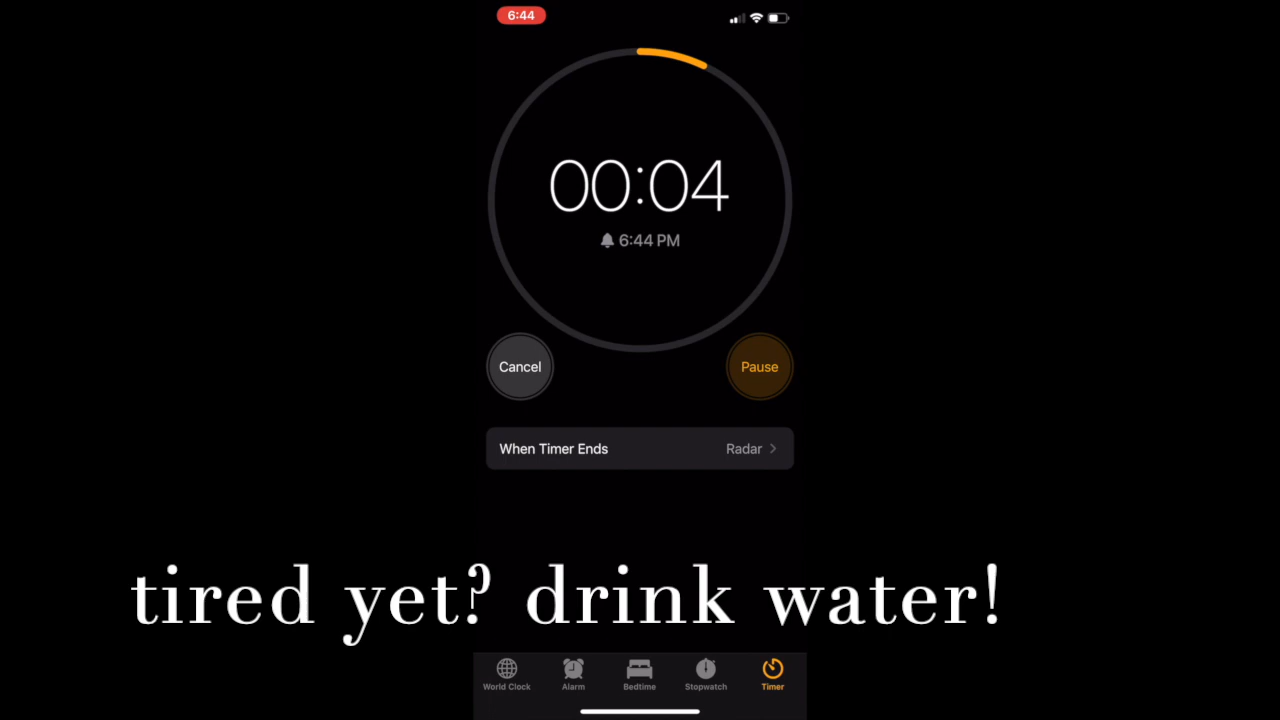 6:44
00:04
6:44 PM
Cancel
Pause
When Timer Ends Radar
tired yet? drink water!
World Clock Alarm Bedtime Stopwatch Timer